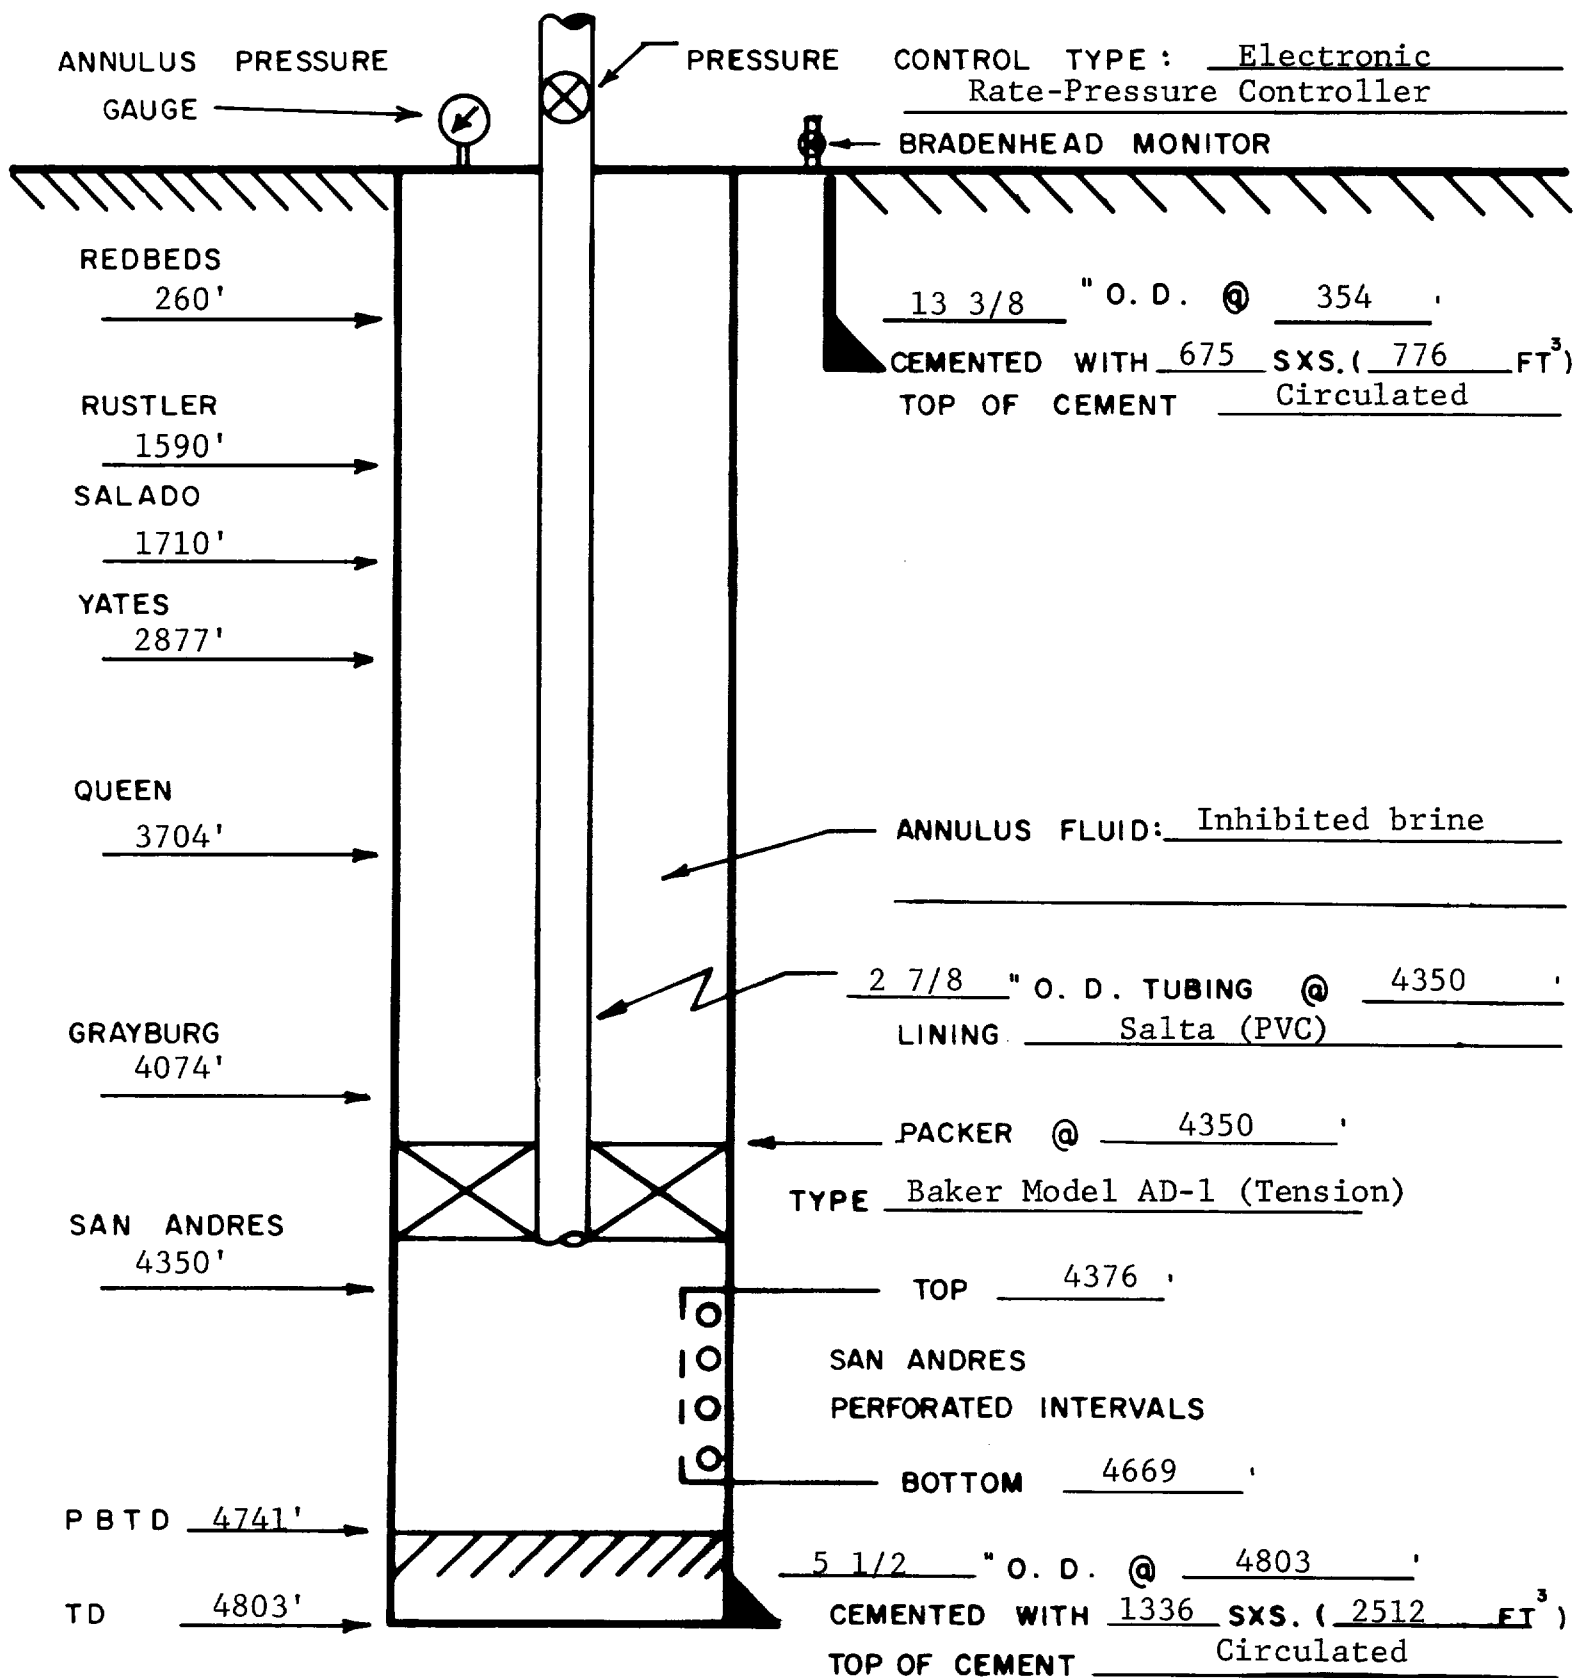 ANNULUS PRESSURE
GAUGE
PRESSURE CONTROL TYPE: Electronic
Rate-Pressure Controller
BRADENHEAD MONITOR
REDBEDS
260'
13 3/8 " O. D. @ 354 '
CEMENTED WITH 675 SXS. ( 776 FT³)
TOP OF CEMENT Circulated
RUSTLER
1590'
SALADO
1710'
YATES
2877'
QUEEN
3704'
ANNULUS FLUID: Inhibited brine
2 7/8 " O. D. TUBING @ 4350 '
LINING Salta (PVC)
GRAYBURG
4074'
PACKER @ 4350 '
TYPE Baker Model AD-1 (Tension)
SAN ANDRES
4350'
TOP 4376 '
SAN ANDRES
PERFORATED INTERVALS
BOTTOM 4669 '
PBTD 4741'
5 1/2 " O. D. @ 4803 '
TD 4803'
CEMENTED WITH 1336 SXS. ( 2512 FT³)
TOP OF CEMENT Circulated